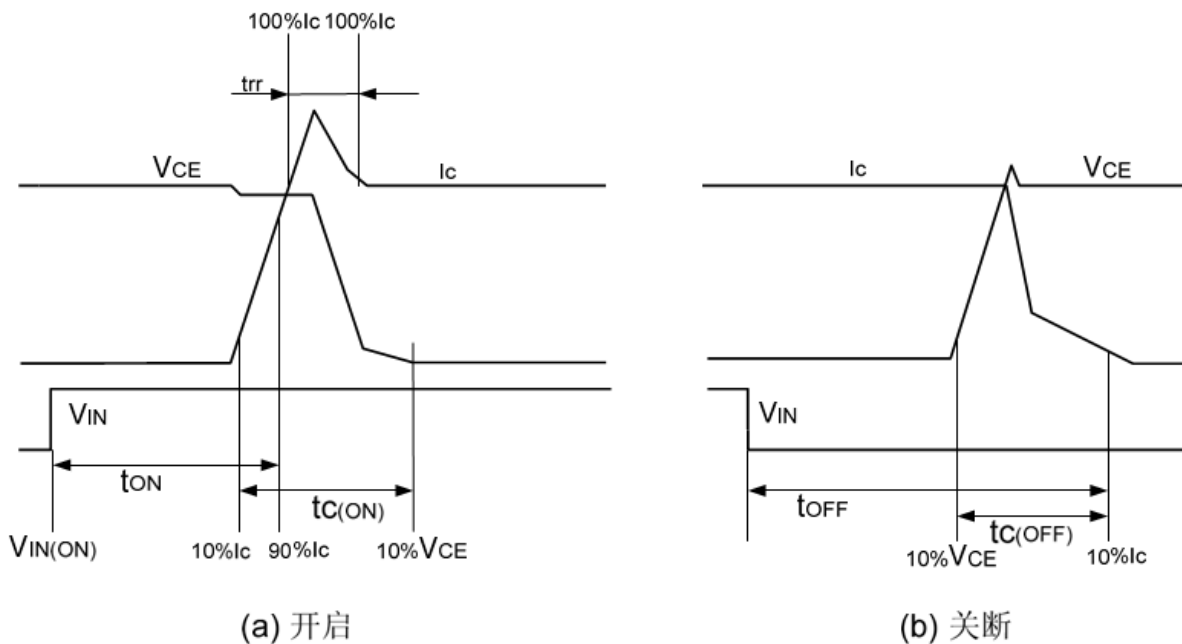 100%Ic 100%Ic
trr
VCE Ic
Ic VCE
VIN
VIN
tON
tOFF
tC(ON)
tC(OFF)
VIN(ON) 10%Ic 90%Ic 10%VCE
10%VCE 10%Ic
(a) 开启
(b) 关断